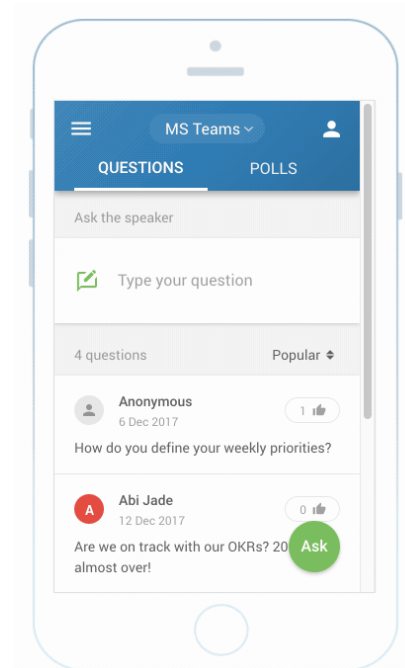 MS Teams
QUESTIONS POLLS
Ask the speaker
Type your question
4 questions Popular
Anonymous
6 Dec 2017
1
How do you define your weekly priorities?
A
Abi Jade
12 Dec 2017
0
Are we on track with our OKRs? 20
Ask
almost over!